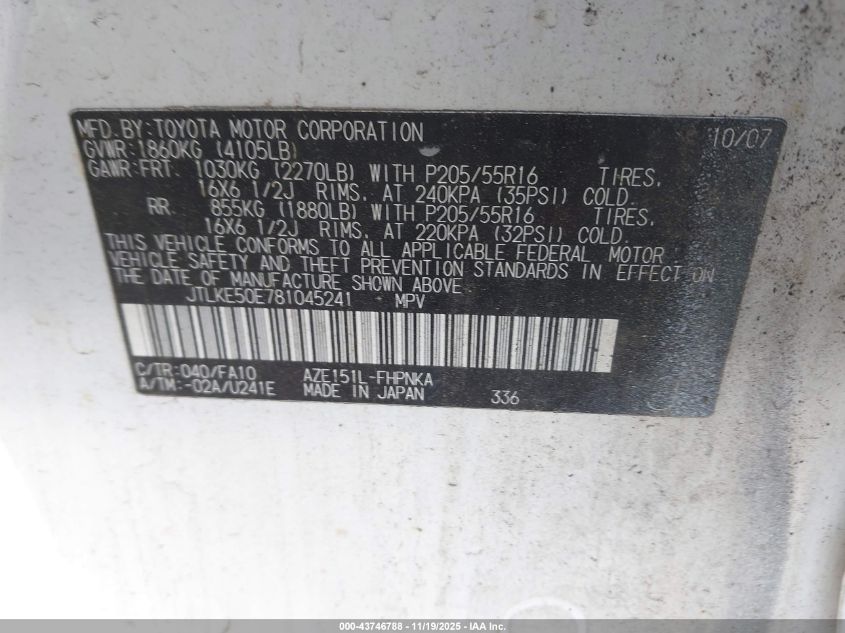 MFD.BY:TOYOTA MOTOR CORPORATION 10/07
GVWR:1860KG (4105LB)
GAWR:FRT. 1030KG (2270LB) WITH P205/55R16 TIRES,
16X6 1/2J RIMS, AT 240KPA (35PSI) COLD.
RR. 855KG (1880LB) WITH P205/55R16 TIRES,
16X6 1/2J RIMS, AT 220KPA (32PSI) COLD.
THIS VEHICLE CONFORMS TO ALL APPLICABLE FEDERAL MOTOR
VEHICLE SAFETY AND THEFT PREVENTION STANDARDS IN EFFECT ON
THE DATE OF MANUFACTURE SHOWN ABOVE.
JTLKE50E781045241 MPV
C/TR:040/FA10 AZE151L-FHPNKA
A/TM:-02A/U241E MADE IN JAPAN 336
000-43746788 - 11/19/2025 - IAA Inc.